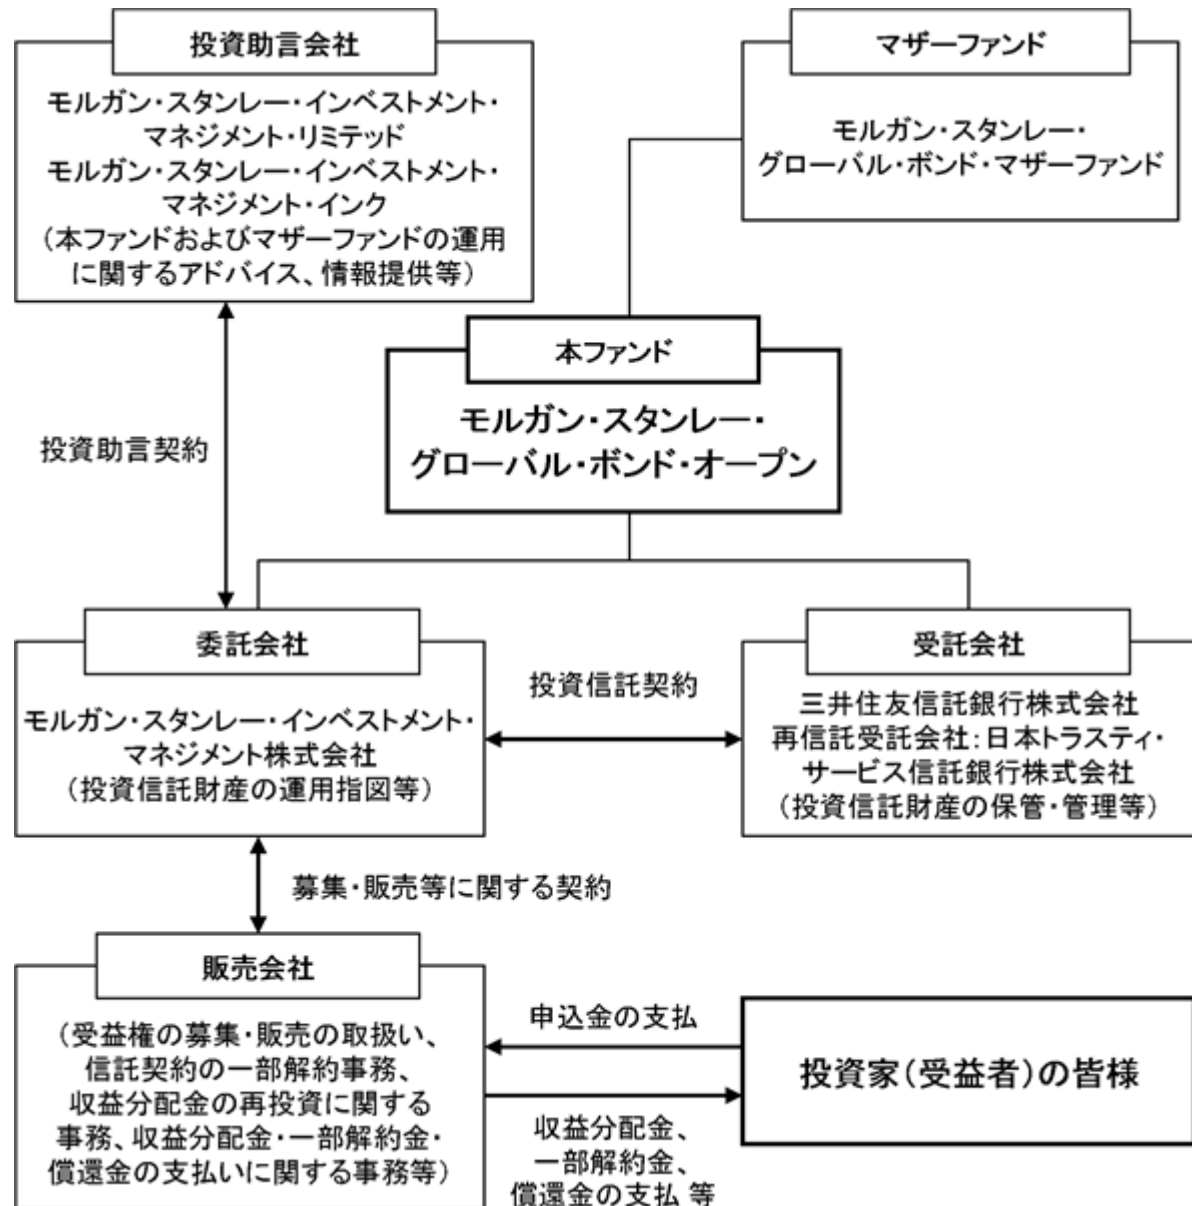 投資助言会社
モルガン・スタンレー・インベストメント・
マネジメント・リミテッド
モルガン・スタンレー・インベストメント・
マネジメント・インク
（本ファンドおよびマザーファンドの運用
に関するアドバイス、情報提供等）
マザーファンド
モルガン・スタンレー・
グローバル・ボンド・マザーファンド
本ファンド
モルガン・スタンレー・
グローバル・ボンド・オープン
投資助言契約
委託会社
モルガン・スタンレー・インベストメント・
マネジメント株式会社
（投資信託財産の運用指図等）
投資信託契約
受託会社
三井住友信託銀行株式会社
再信託受託会社：日本トラスティ・
サービス信託銀行株式会社
（投資信託財産の保管・管理等）
募集・販売等に関する契約
販売会社
（受益権の募集・販売の取扱い、
信託契約の一部解約事務、
収益分配金の再投資に関する
事務、収益分配金・一部解約金・
償還金の支払いに関する事務等）
申込金の支払
収益分配金、
一部解約金、
償還金の支払 等
投資家（受益者）の皆様